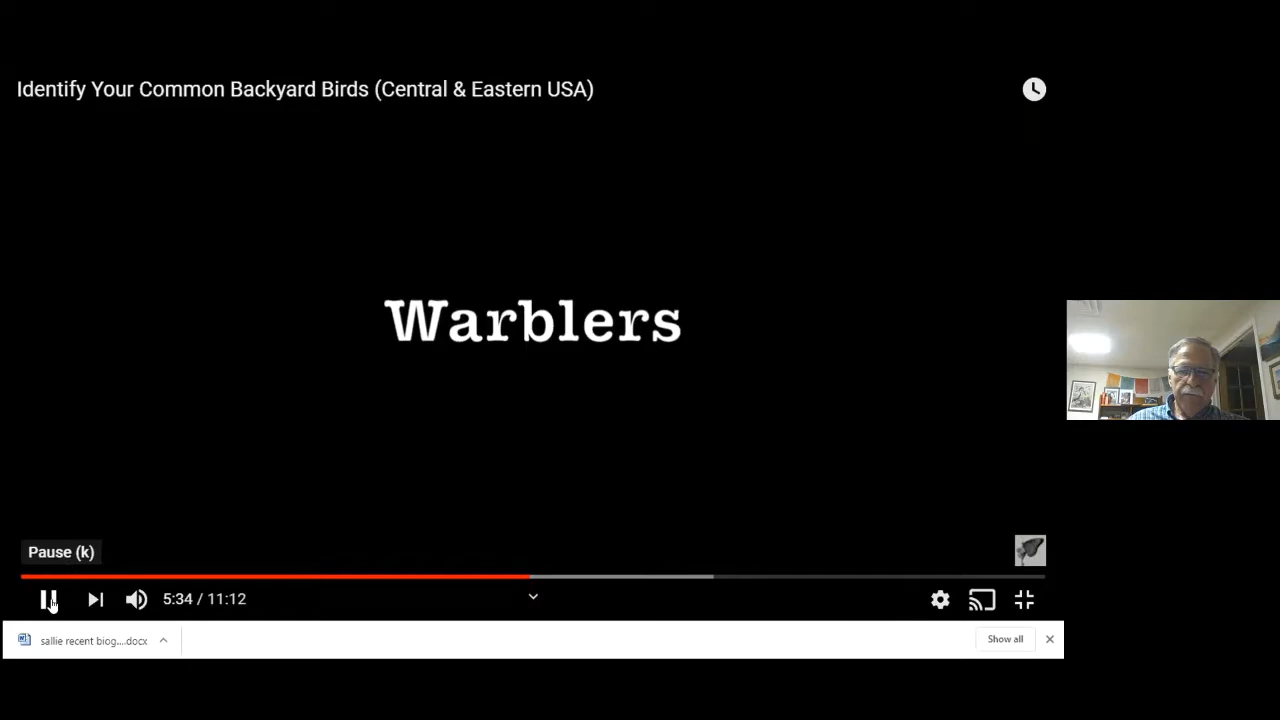 Identify Your Common Backyard Birds (Central & Eastern USA)
Warblers
Pause (k)
5:34 / 11:12
sallie recent biog....docx
Show all